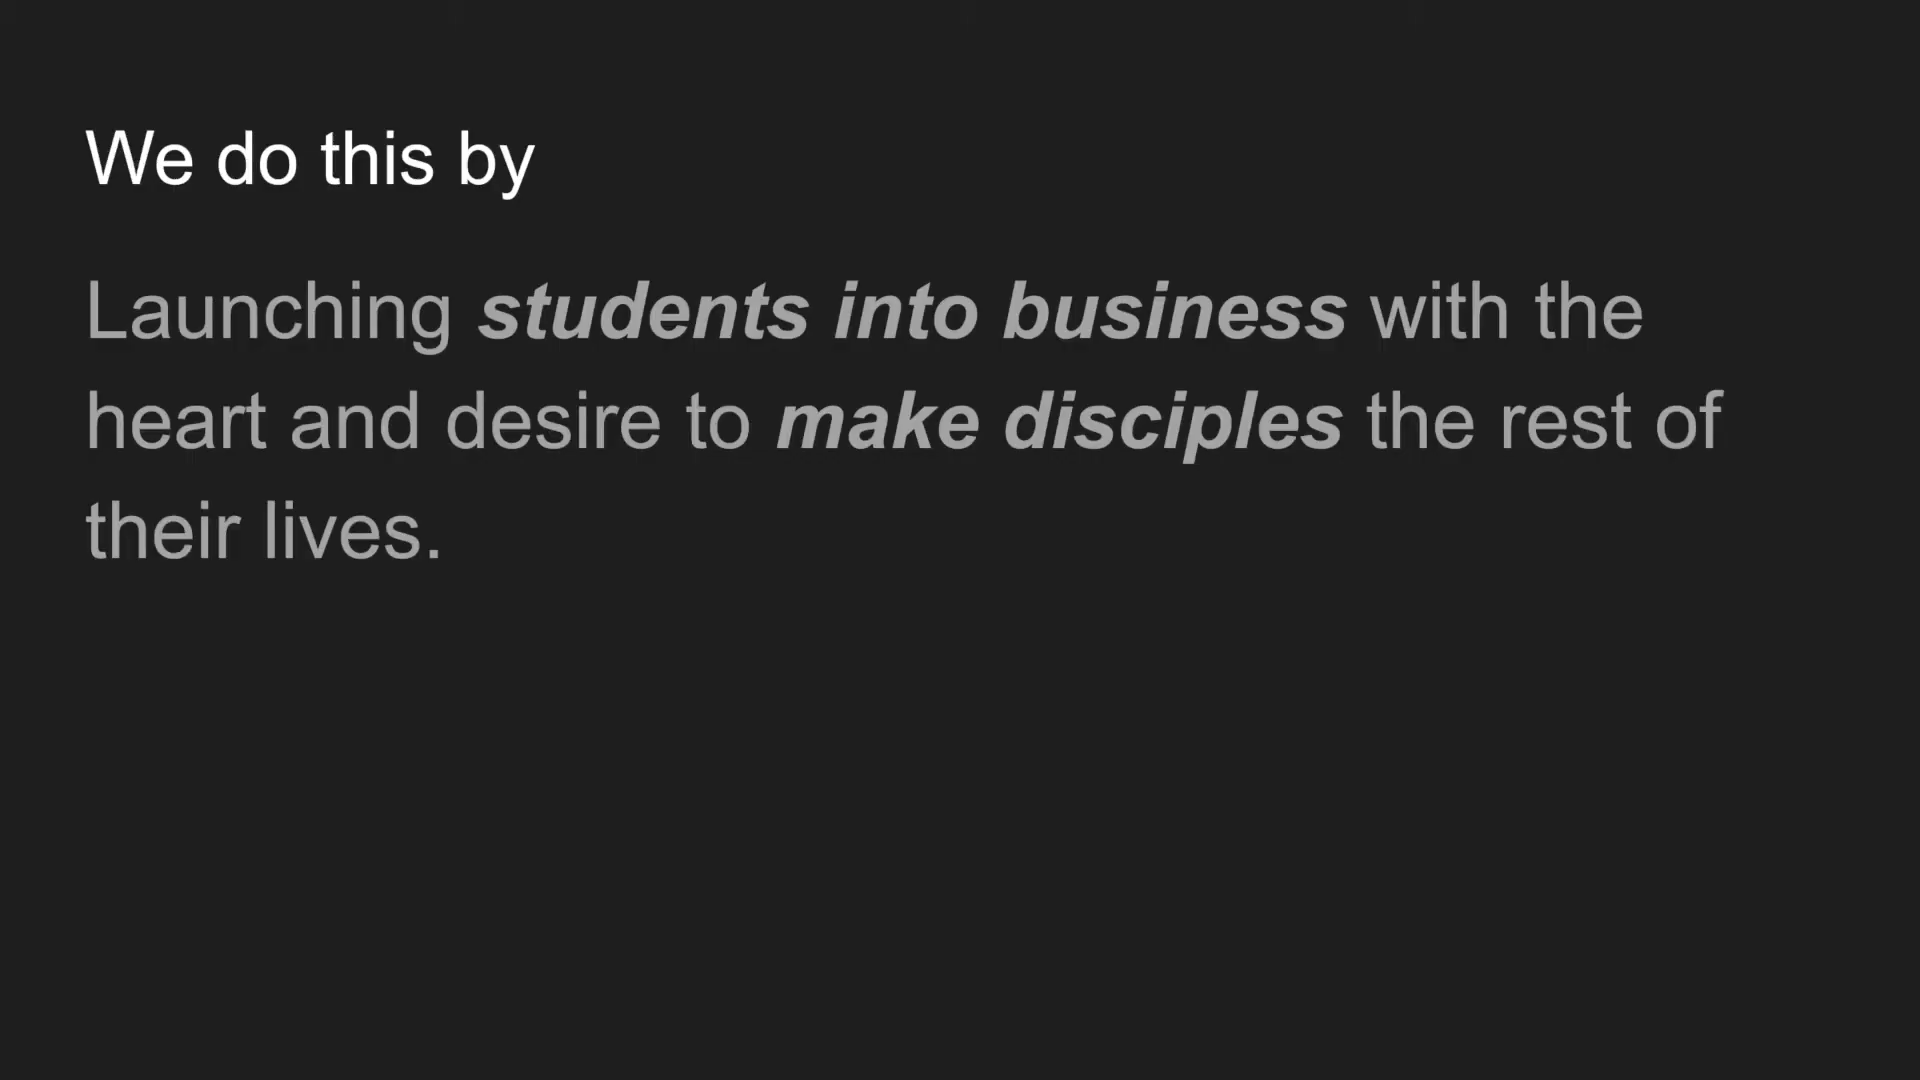 We do this by
Launching students into business with the
heart and desire to make disciples the rest of
their lives.